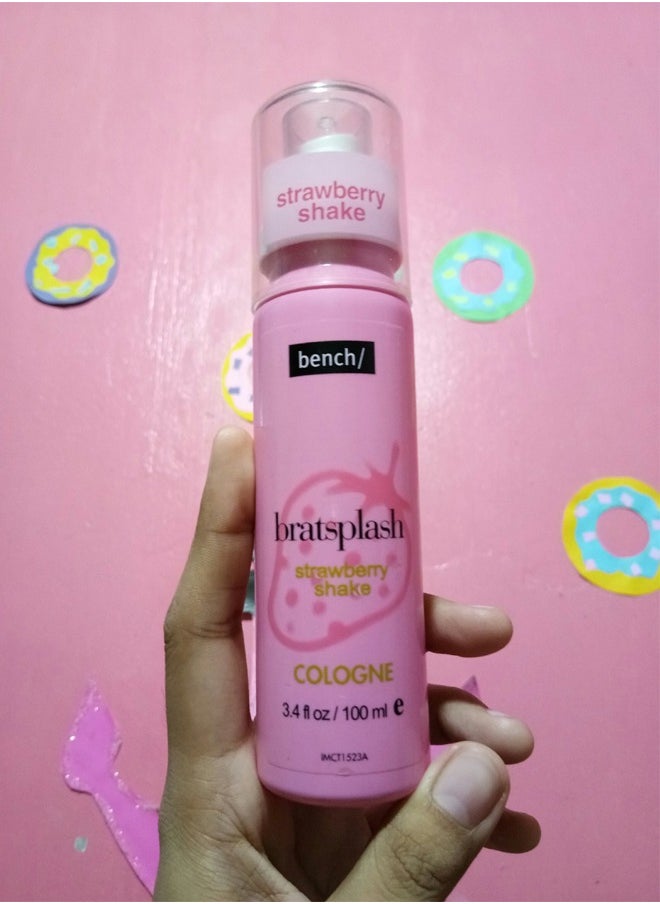 strawberry
shake
bench/
bratsplash
strawberry
shake
COLOGNE
3.4 fl oz / 100 ml e
IMCT1523A